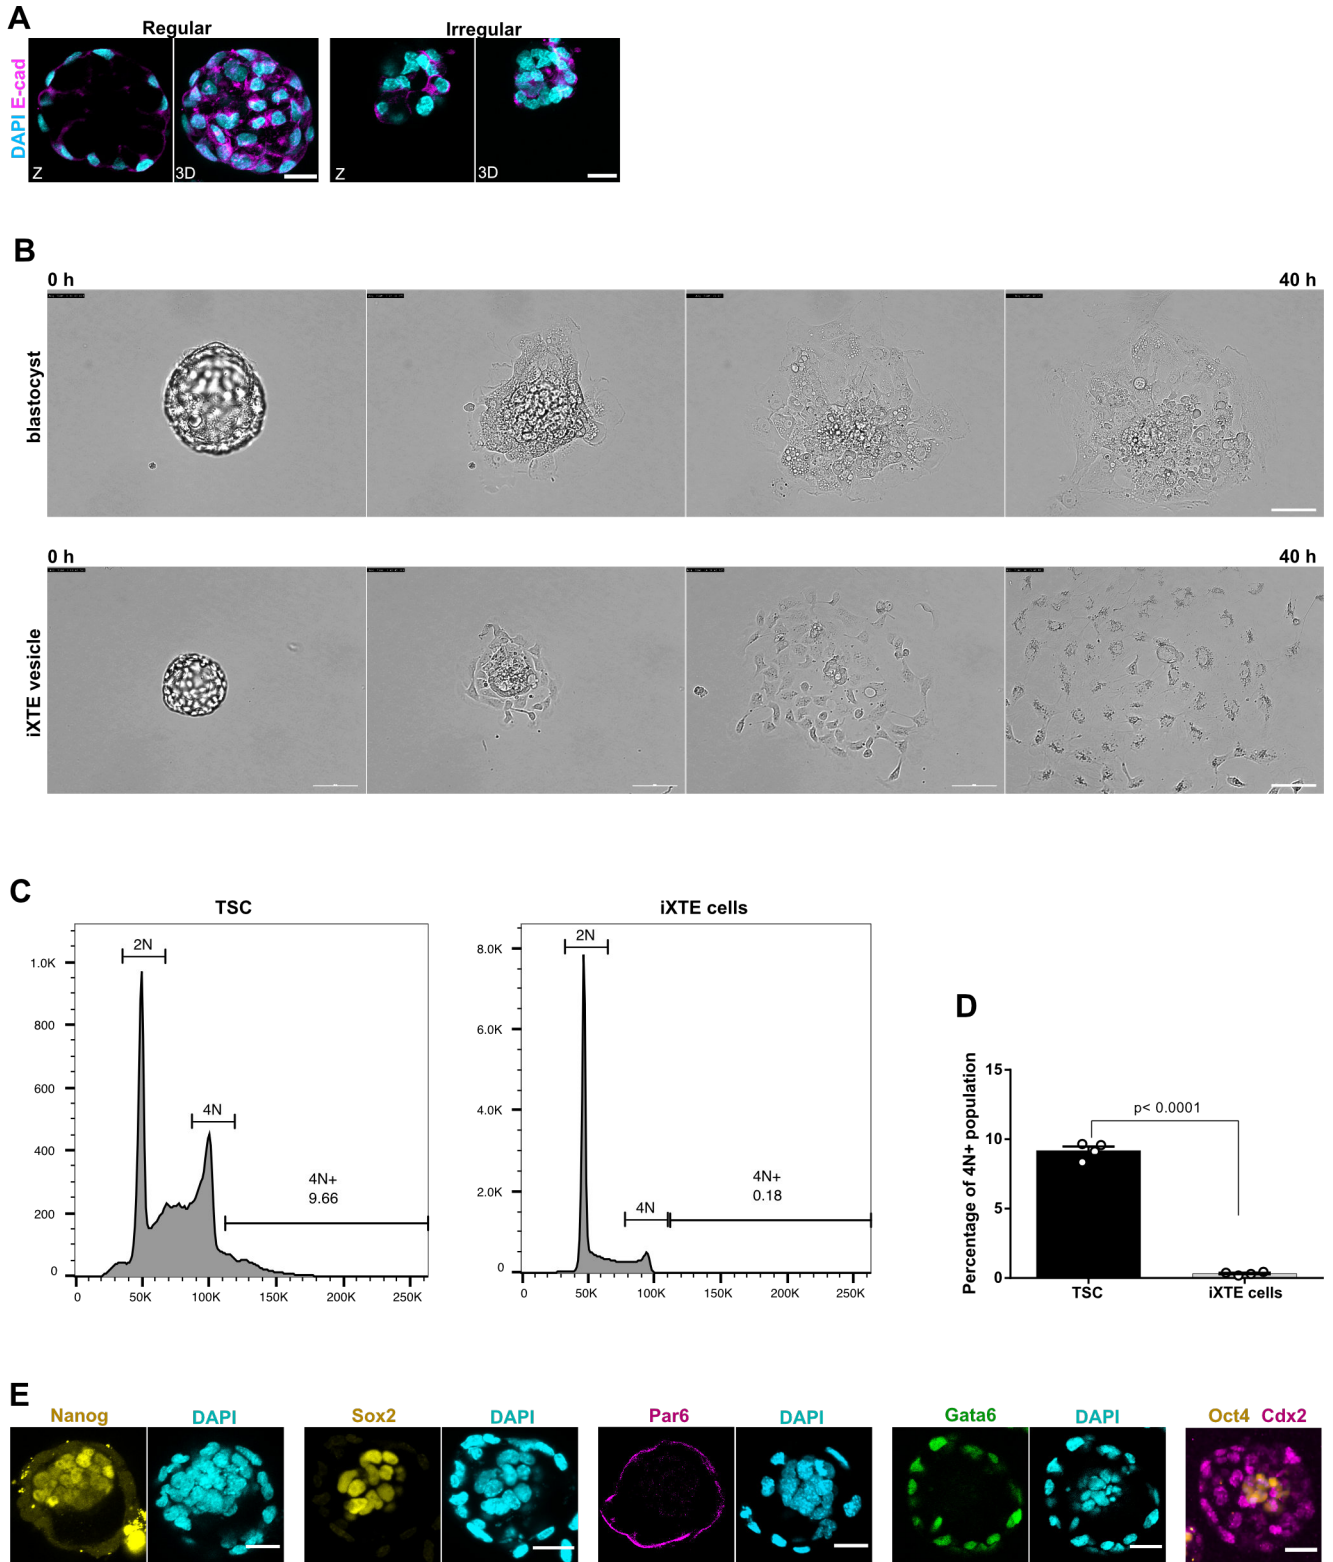 A
Regular
Irregular
DAPI E-cad
Z
3D
Z
3D
B
0 h
40 h
blastocyst
0 h
40 h
iXTE vesicle
C
TSC
2N
4N
4N+
9.66
1.0K
800
600
400
200
0
0 50K 100K 150K 200K 250K
iXTE cells
2N
4N
4N+
0.18
8.0K
6.0K
4.0K
2.0K
0
0 50K 100K 150K 200K 250K
D
Percentage of 4N+ population
15
10
5
0
p< 0.0001
TSC
iXTE cells
E
Nanog
DAPI
Sox2
DAPI
Par6
DAPI
Gata6
DAPI
Oct4 Cdx2